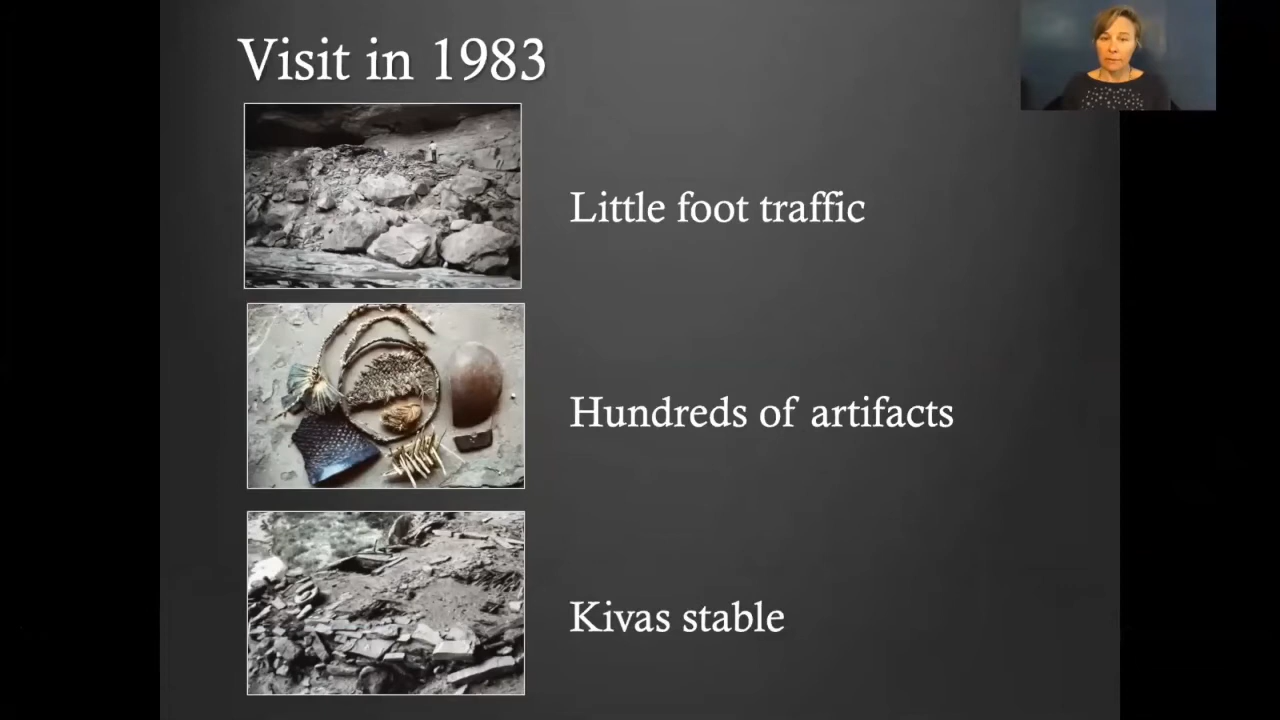 Visit in 1983
Little foot traffic
Hundreds of artifacts
Kivas stable